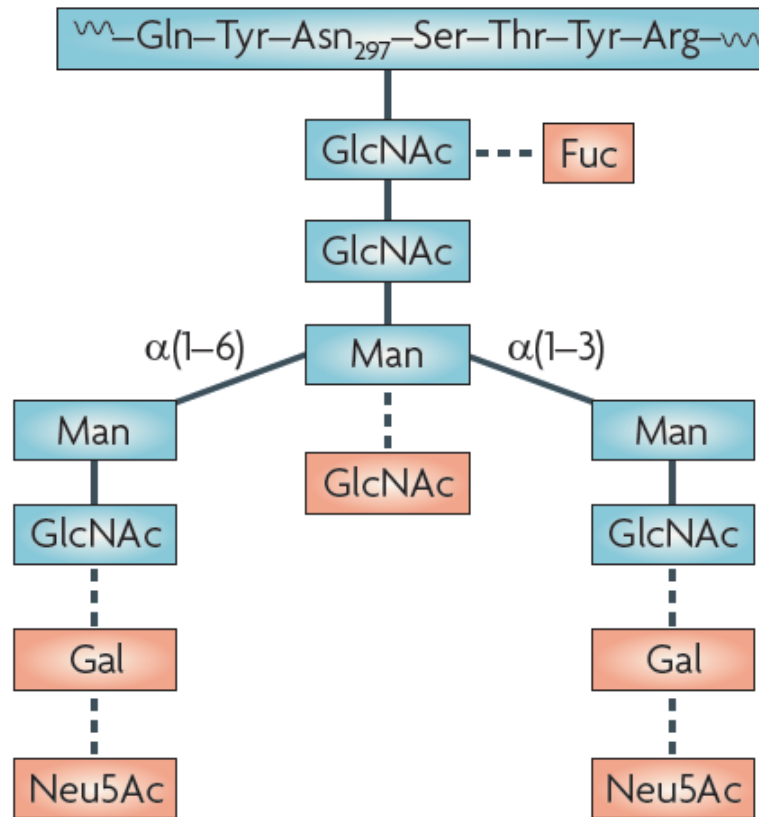 –Gln–Tyr–Asn297–Ser–Thr–Tyr–Arg–
GlcNAc Fuc
GlcNAc
α(1–6) Man α(1–3)
Man Man
GlcNAc
GlcNAc GlcNAc
Gal Gal
Neu5Ac Neu5Ac